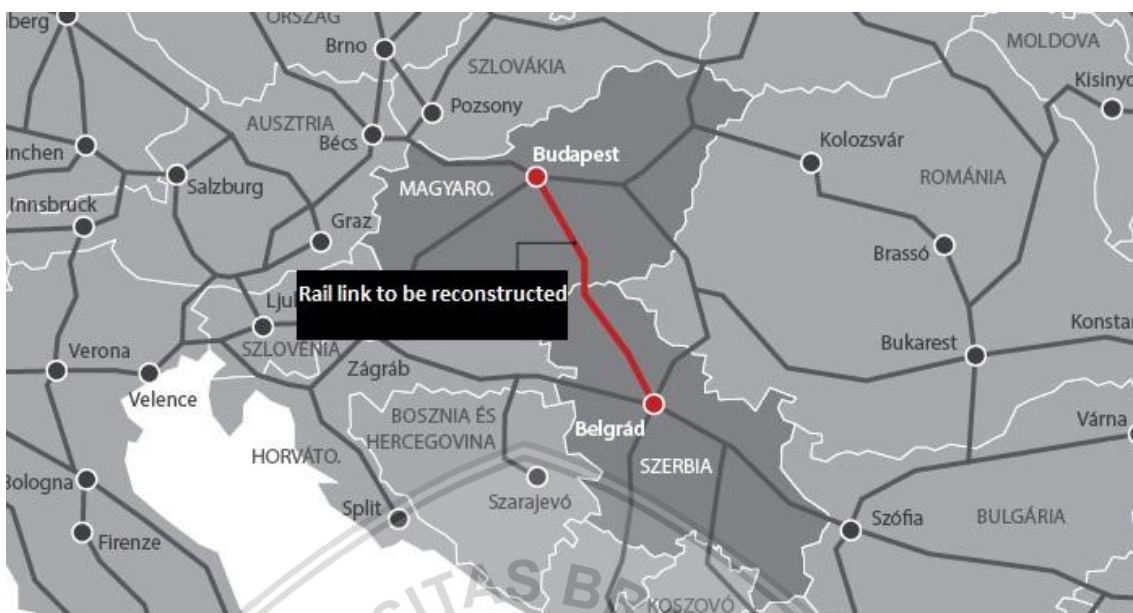 ORSZÁG
MOLDOVA
Brno
SZLOVÁKIA
Pozsony
AUSZTRIA
Bécs
Salzburg
Innsbruck
Graz
Budapest
MAGYARO.
Kolozsvár
ROMÁNIA
Brassó
Rail link to be reconstructed
SZLOVÉNIA
Verona
Velence
Zágráb
Bukarest
BOSZNIA ÉS
HERCEGOVINA
Belgrád
HORVÁTO.
SZERBIA
Várna
Bologna
Split
Szarajevó
Szófia
BULGÁRIA
Firenze
KOSZOVÓ